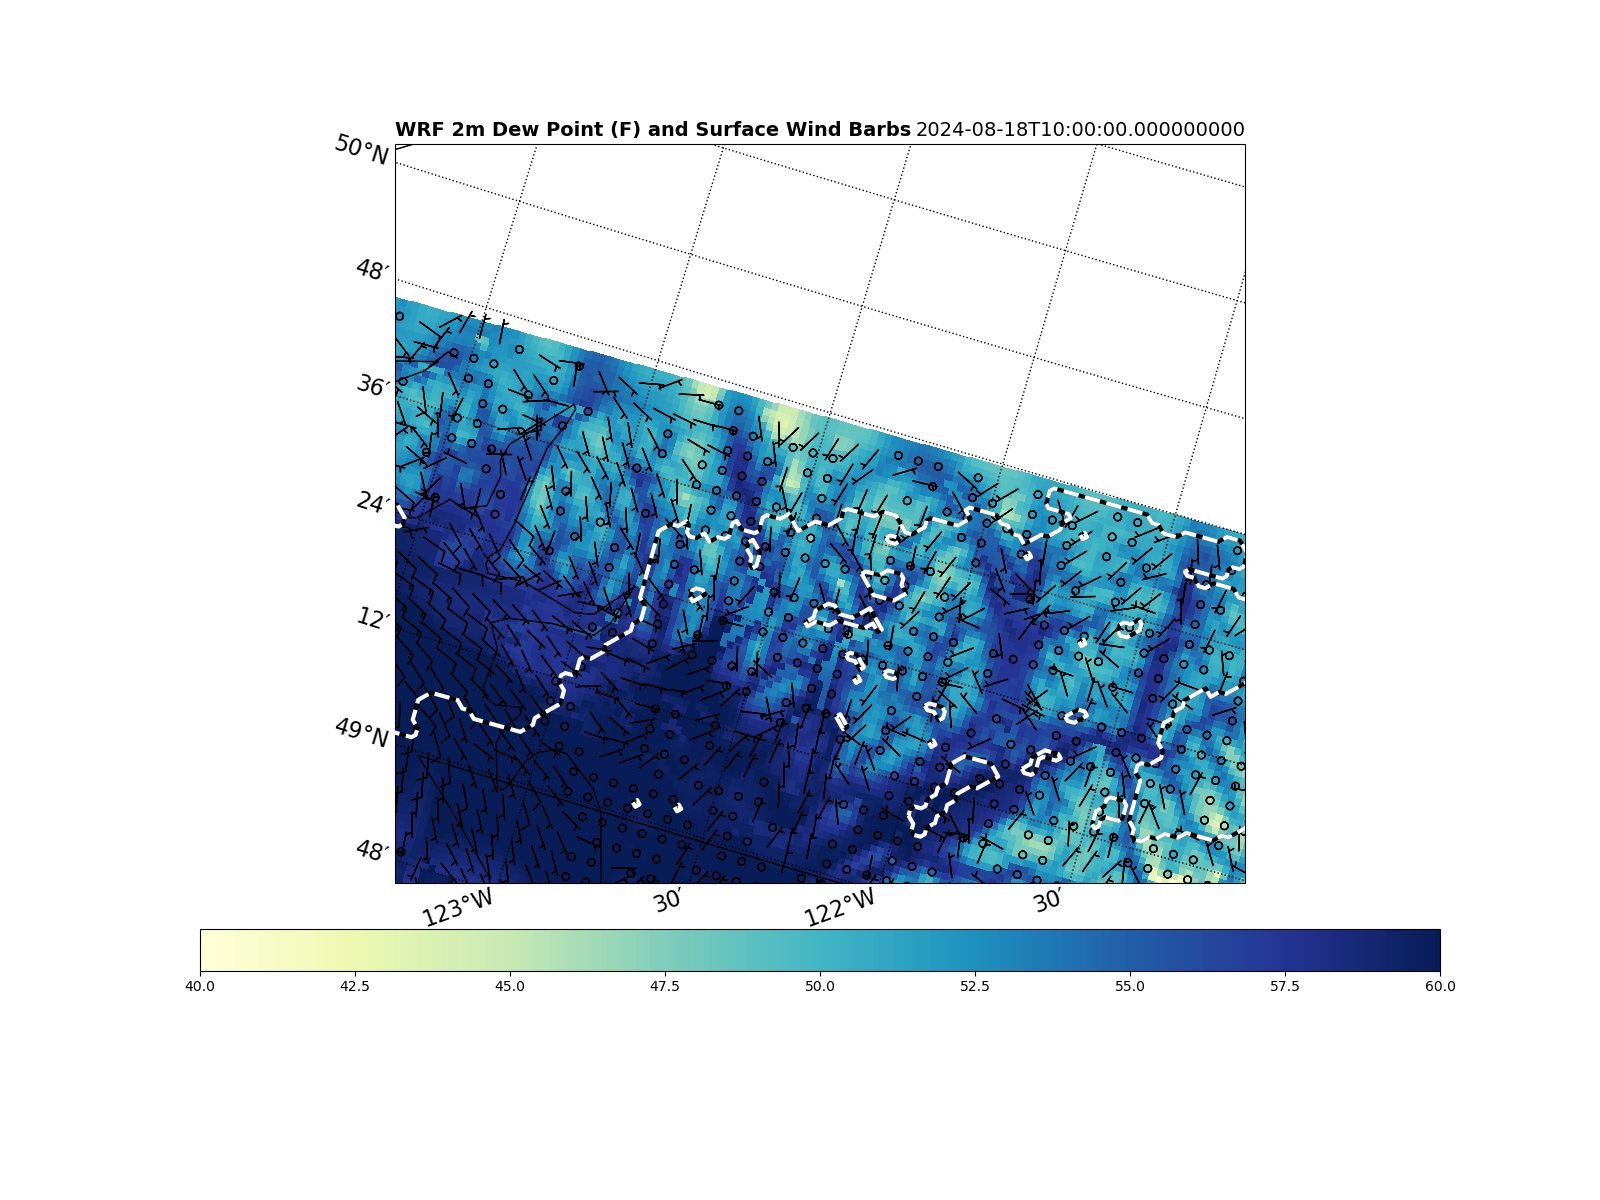 WRF 2m Dew Point (F) and Surface Wind Barbs 2024-08-18T10:00:00.000000000
50°N
48′
36′
24′
12′
49°N
48′
123°W 30′ 122°W 30′
40.0 42.5 45.0 47.5 50.0 52.5 55.0 57.5 60.0